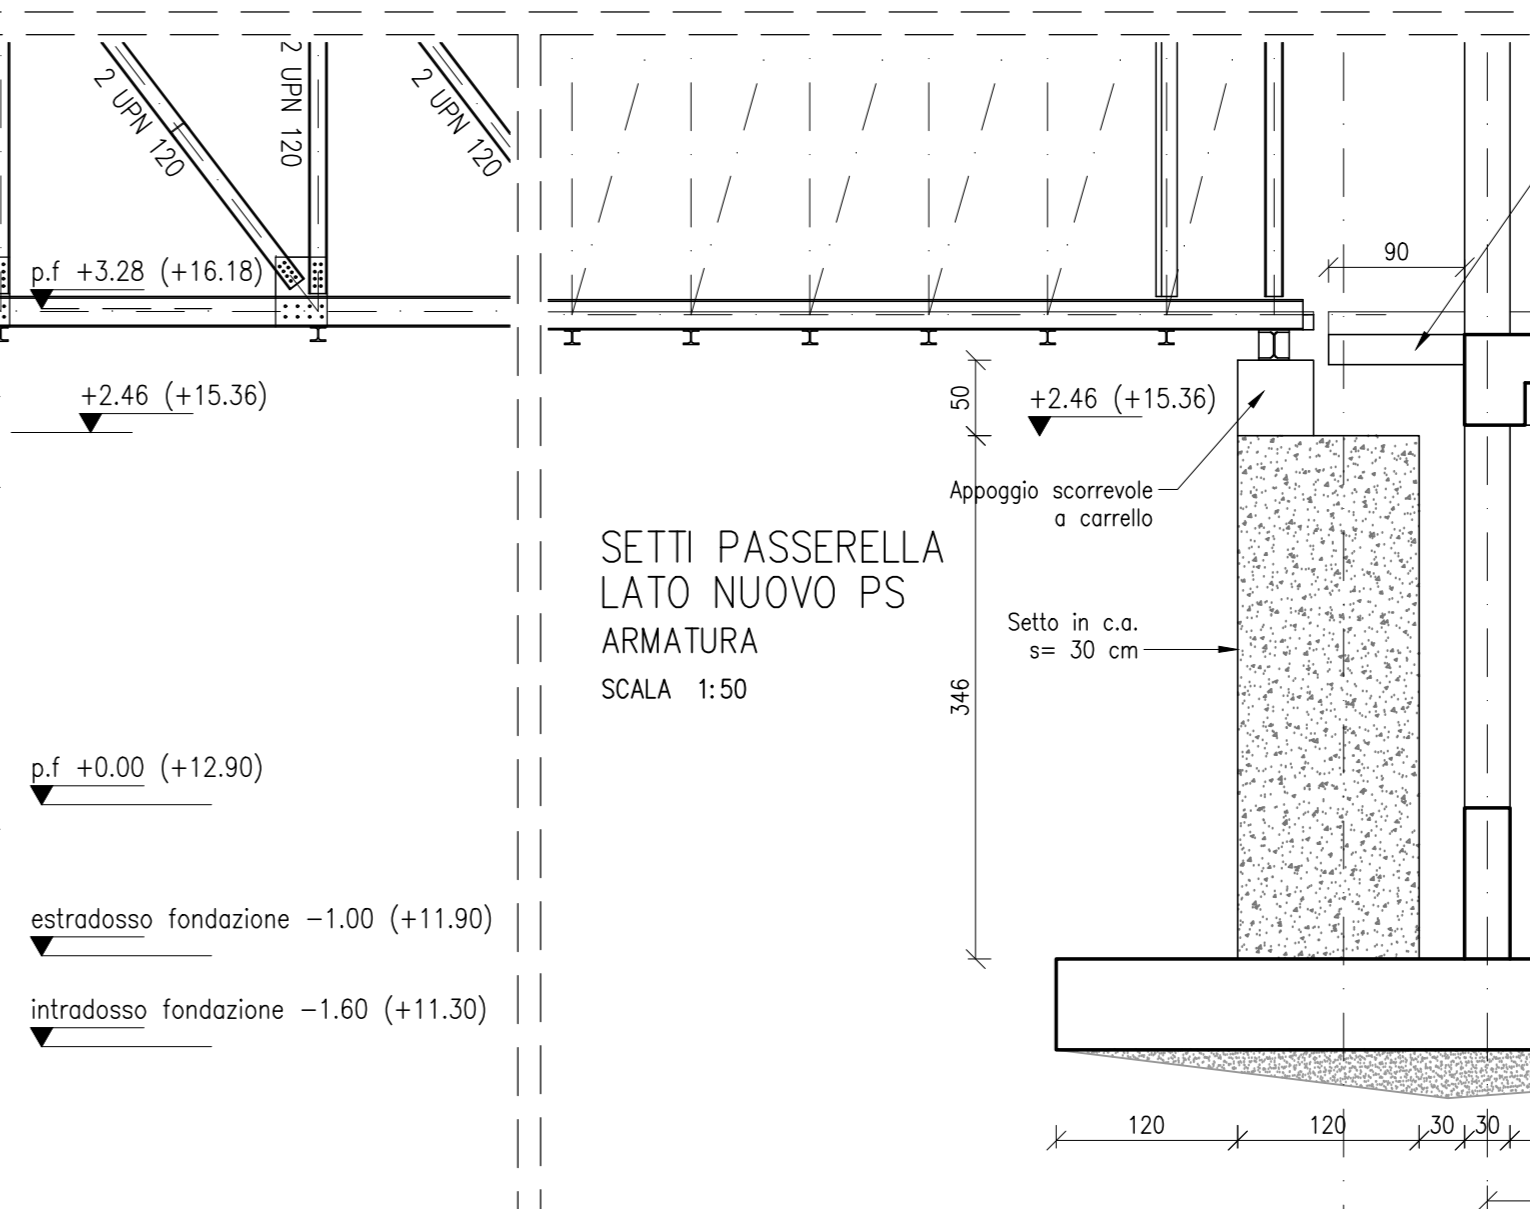 2 UPN 120
2 UPN 120
2 UPN 120
p.f +3.28 (+16.18)
90
+2.46 (+15.36)
50
+2.46 (+15.36)
Appoggio scorrevole
a carrello
SETTI PASSERELLA
LATO NUOVO PS
ARMATURA
SCALA 1:50
Setto in c.a.
s= 30 cm
346
p.f +0.00 (+12.90)
estradosso fondazione -1.00 (+11.90)
intradosso fondazione -1.60 (+11.30)
120
120
30
30